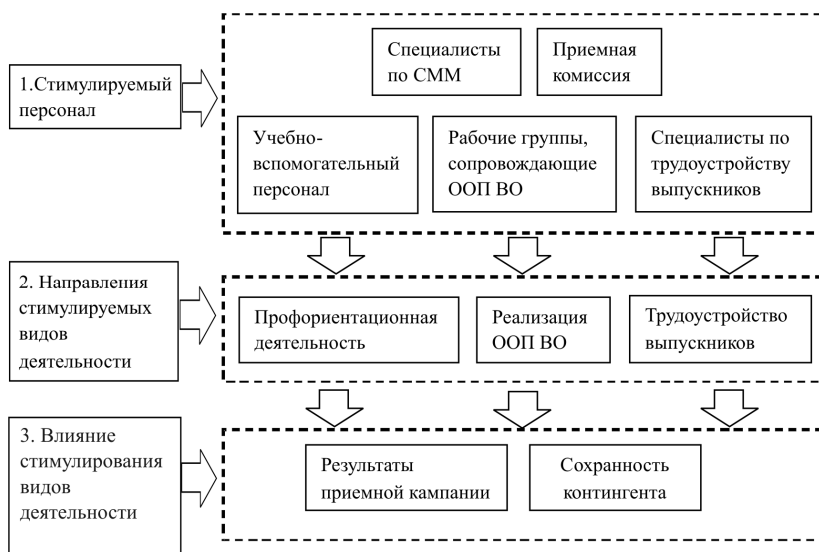 1.Стимулируемый
персонал
Специалисты
по СММ
Приемная
комиссия
Учебно-
вспомогательный
персонал
Рабочие группы,
сопровождающие
ООП ВО
Специалисты по
трудоустройству
выпускников
2. Направления
стимулируемых
видов
деятельности
Профориентационная
деятельность
Реализация
ООП ВО
Трудоустройство
выпускников
3. Влияние
стимулирования
видов
деятельности
Результаты
приемной кампании
Сохранность
контингента